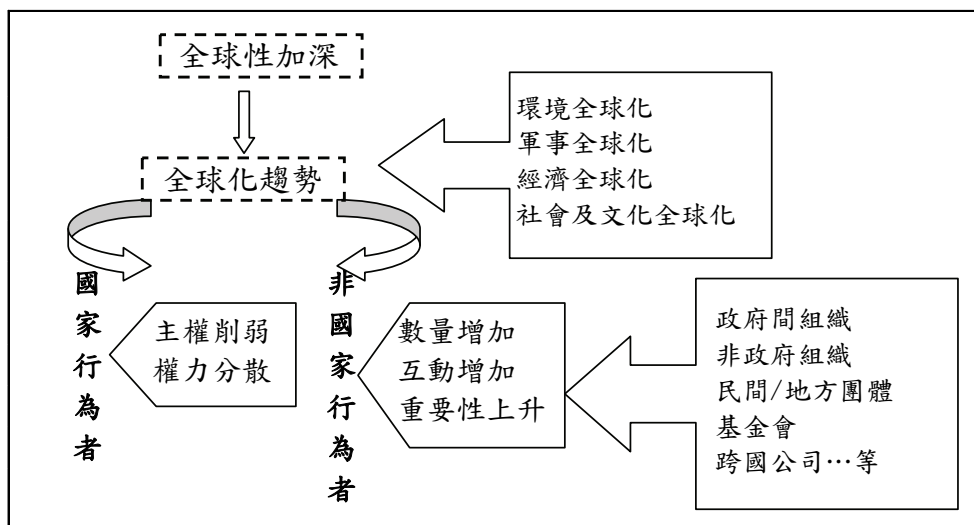 全球性加深
全球化趨勢
環境全球化
軍事全球化
經濟全球化
社會及文化全球化
國家行為者
主權削弱
權力分散
非國家行為者
數量增加
互動增加
重要性上升
政府間組織
非政府組織
民間/地方團體
基金會
跨國公司…等